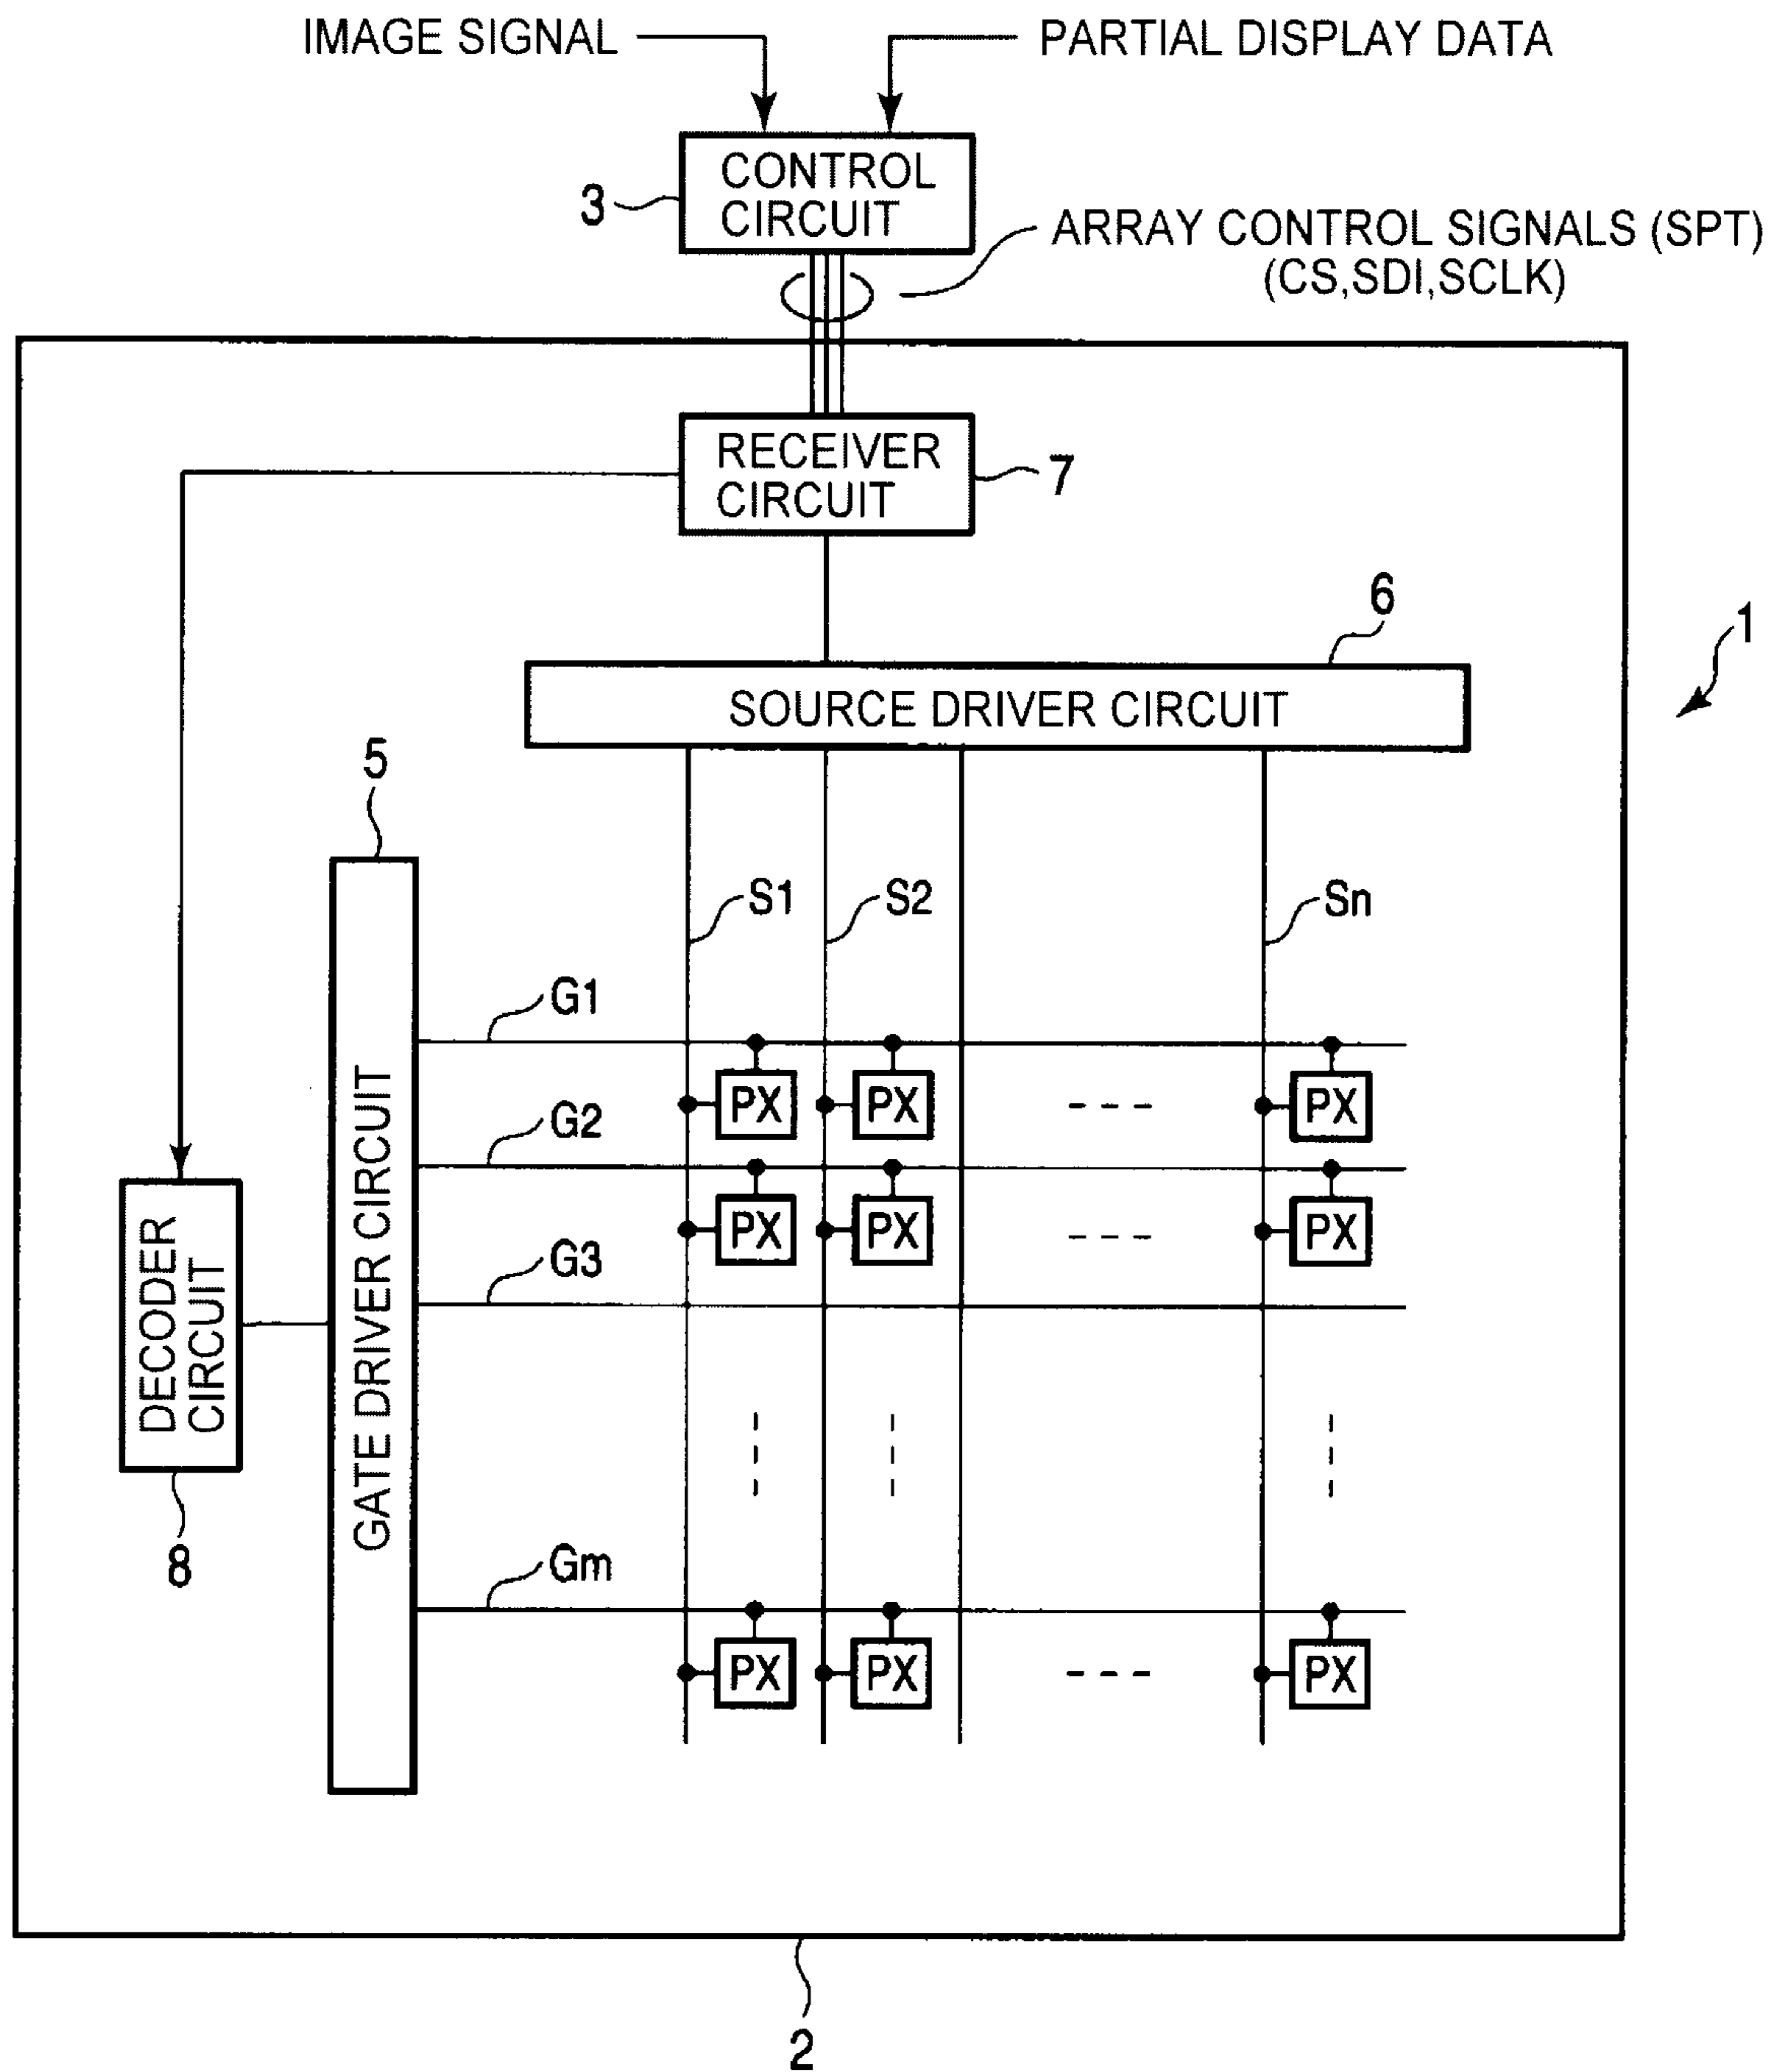 IMAGE SIGNAL
PARTIAL DISPLAY DATA
CONTROL
CIRCUIT
3
ARRAY CONTROL SIGNALS (SPT)
(CS,SDI,SCLK)
RECEIVER
CIRCUIT
7
6
1
SOURCE DRIVER CIRCUIT
5
S1
S2
Sn
G1
PX
PX
PX
G2
PX
PX
PX
G3
DECODER
CIRCUIT
GATE DRIVER CIRCUIT
8
Gm
PX
PX
PX
2